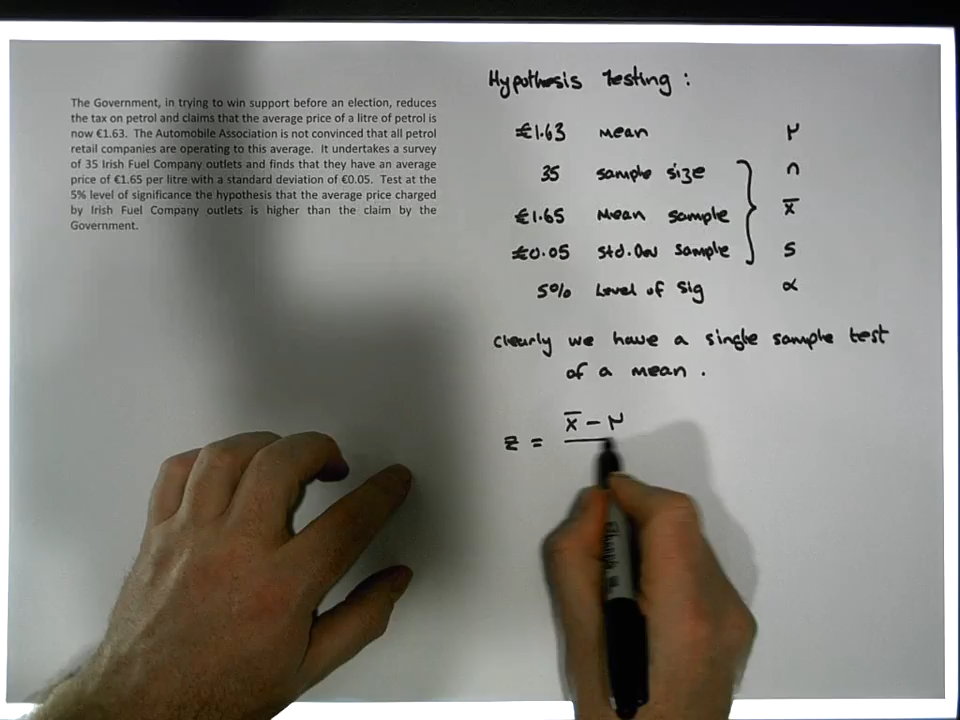 The Government, in trying to win support before an election, reduces
the tax on petrol and claims that the average price of a litre of petrol is
now €1.63. The Automobile Association is not convinced that all petrol
retail companies are operating to this average. It undertakes a survey
of 35 Irish Fuel Company outlets and finds that they have an average
price of €1.65 per litre with a standard deviation of €0.05. Test at the
5% level of significance the hypothesis that the average price charged
by Irish Fuel Company outlets is higher than the claim by the
Government.
Hypothesis Testing:
€1.63 Mean μ
35 sample size n
€1.65 Mean sample x̄
€0.05 Std.Dev sample s
5% Level of Sig α
Clearly we have a single sample test
of a mean.
z = x̄ - μ